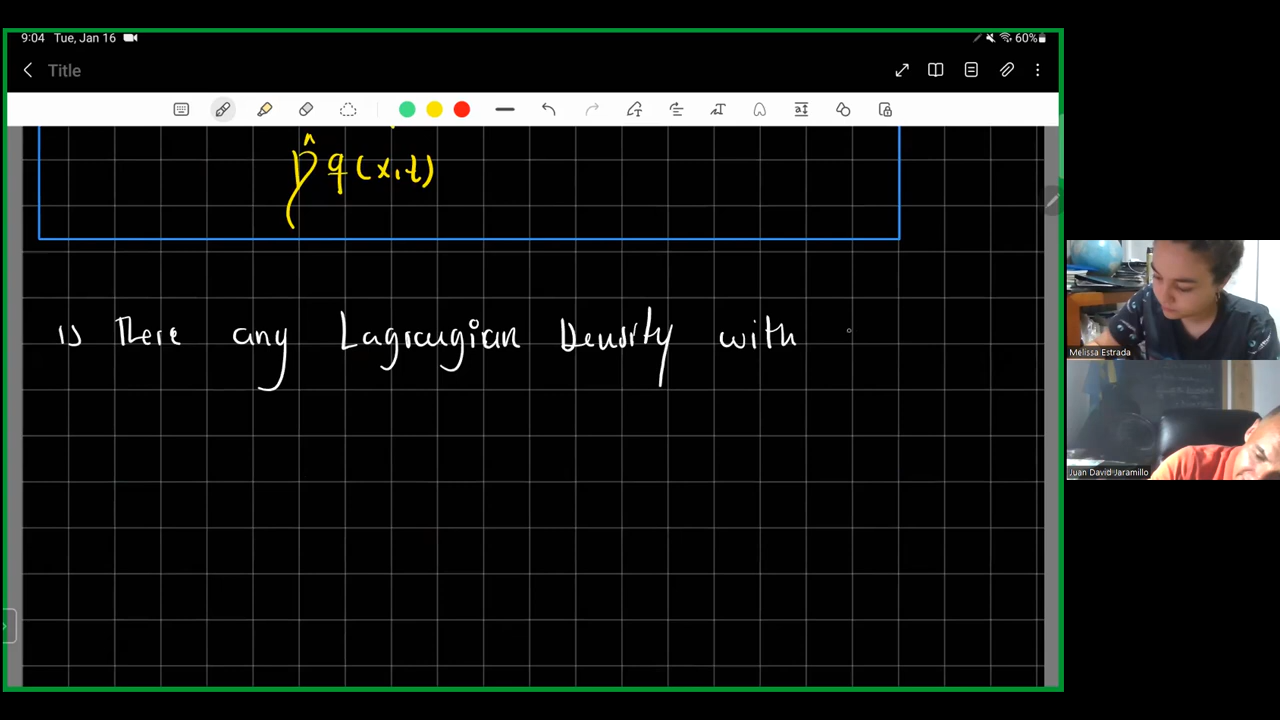 9:04 Tue, Jan 16
60%
Title
p̂ q(x,t)
is There any Lagrangian Density with
Melissa Estrada
Juan David Jaramillo